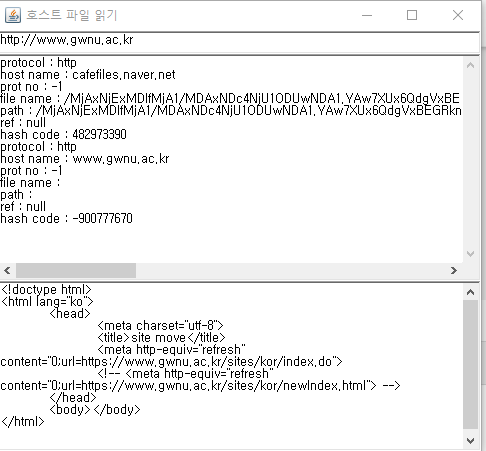 호스트 파일 읽기
http://www.gwnu.ac.kr
protocol : http
host name : cafefiles.naver.net
prot no : -1
file name : /MjAxNjExMDlfMjA1/MDAxNDc4NjU1ODUwNDA1.YAw7XUx6QdgVxBE
path : /MjAxNjExMDlfMjA1/MDAxNDc4NjU1ODUwNDA1.YAw7XUx6QdgVxBEGRkn
ref : null
hash code : 482973390
protocol : http
host name : www.gwnu.ac.kr
prot no : -1
file name :
path :
ref : null
hash code : -900777670
<!doctype html>
<html lang="ko">
<head>
<meta charset="utf-8">
<title>site move</title>
<meta http-equiv="refresh"
content="0;url=https://www.gwnu.ac.kr/sites/kor/index.do">
<!-- <meta http-equiv="refresh"
content="0;url=https://www.gwnu.ac.kr/sites/kor/newIndex.html"> -->
</head>
<body></body>
</html>